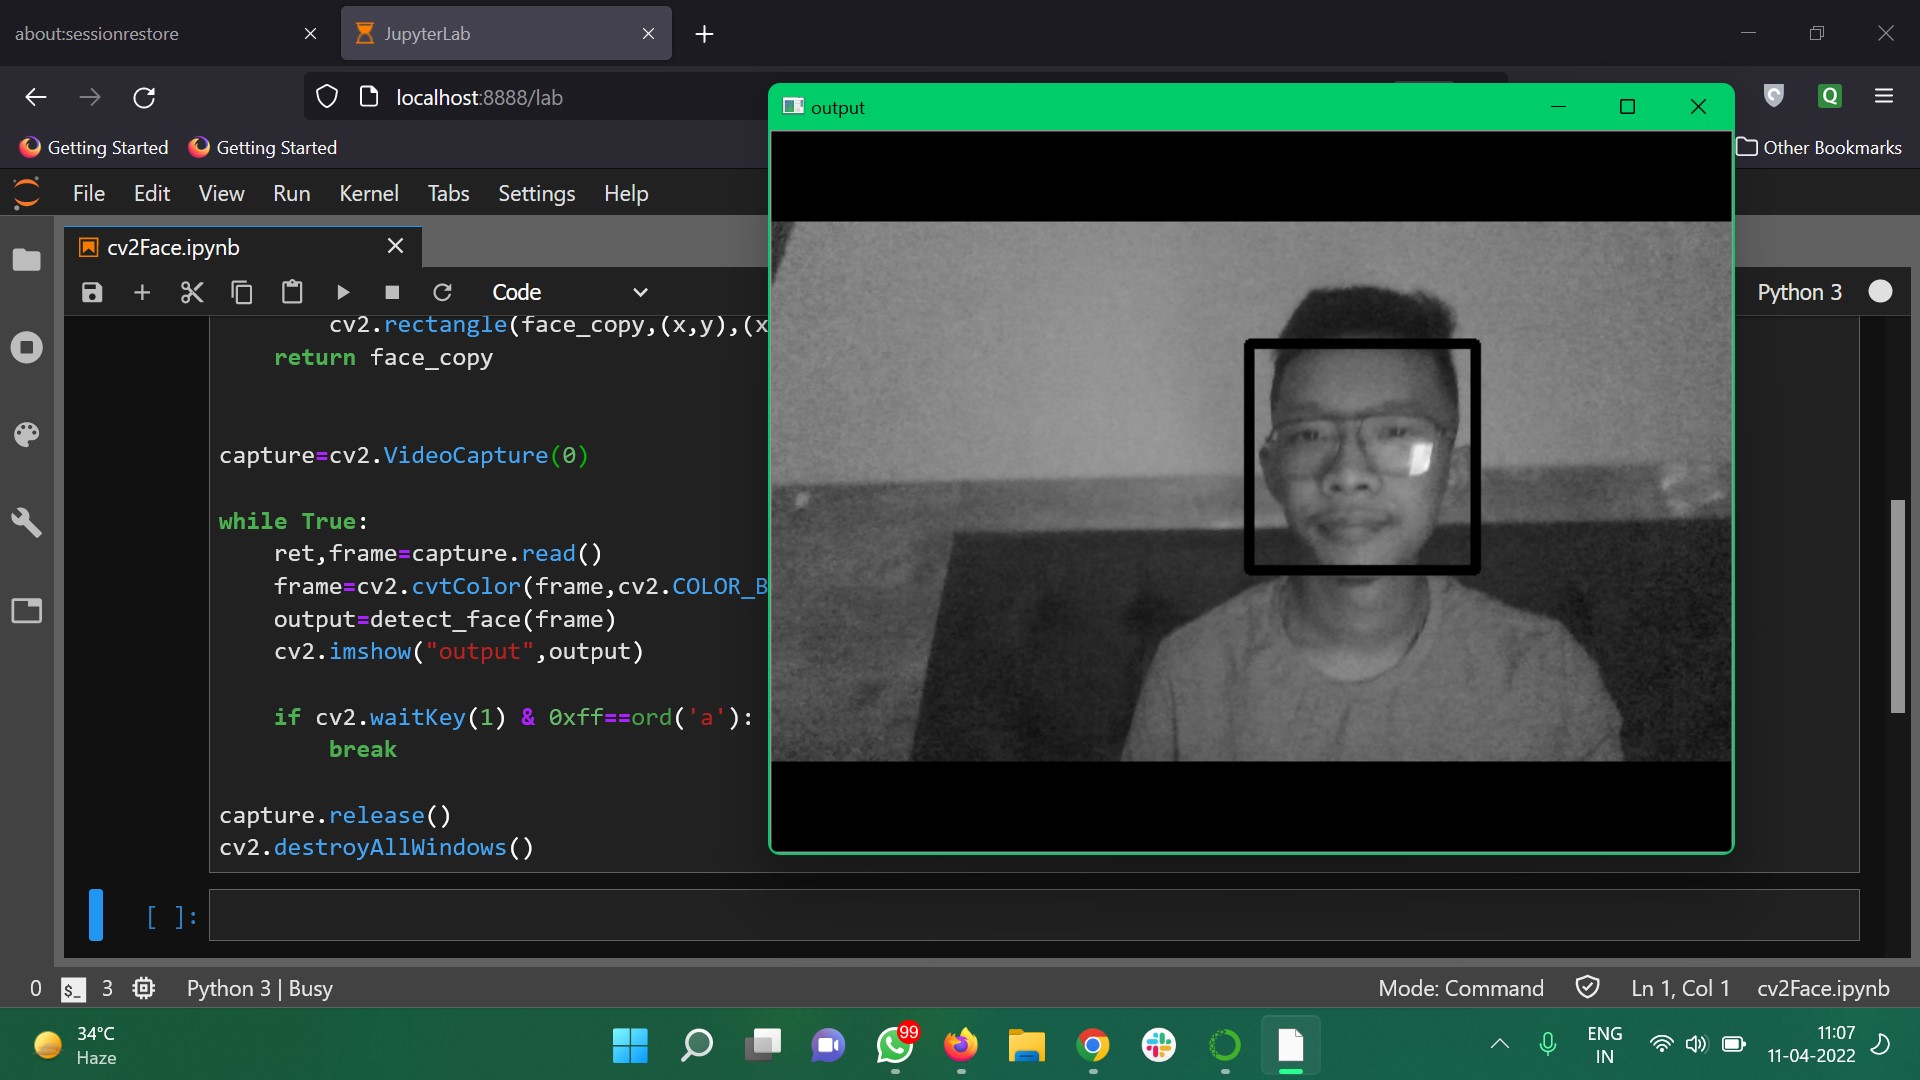 about:sessionrestore
JupyterLab
localhost:8888/lab
Getting Started
Getting Started
Other Bookmarks
output
File Edit View Run Kernel Tabs Settings Help
cv2Face.ipynb
Code
Python 3
cv2.rectangle(face_copy,(x,y),(x
return face_copy
capture=cv2.VideoCapture(0)
while True:
ret,frame=capture.read()
frame=cv2.cvtColor(frame,cv2.COLOR_B
output=detect_face(frame)
cv2.imshow("output",output)
if cv2.waitKey(1) & 0xff==ord('a'):
break
capture.release()
cv2.destroyAllWindows()
[ ]:
0 $_ 3 Python 3 | Busy
Mode: Command Ln 1, Col 1 cv2Face.ipynb
34°C
Haze
99
Q
ENG
IN
11:07
11-04-2022